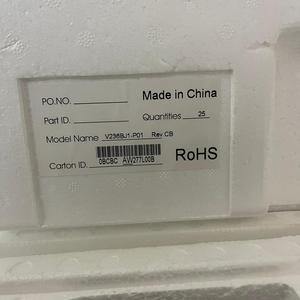 PO.NO. Made in China
Part ID. Quantities 25
Model Name V236BJ1-P01 Rev.CB
Carton ID. 0BCBC AW277L00B
RoHS